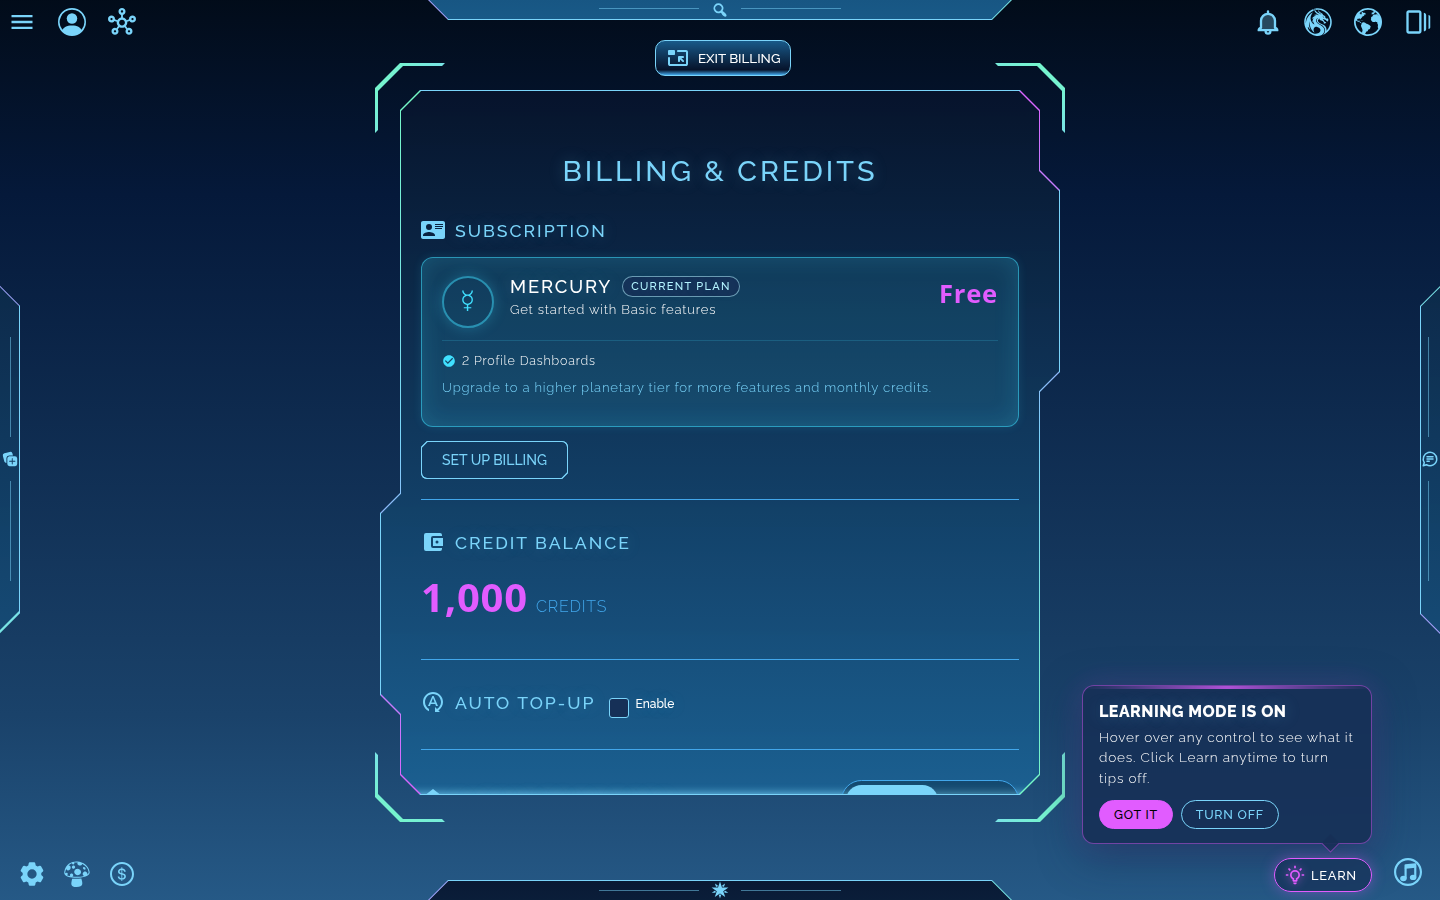 EXIT BILLING
BILLING & CREDITS
SUBSCRIPTION
MERCURY CURRENT PLAN
Free
Get started with Basic features
2 Profile Dashboards
Upgrade to a higher planetary tier for more features and monthly credits.
SET UP BILLING
CREDIT BALANCE
1,000 CREDITS
AUTO TOP-UP Enable
LEARNING MODE IS ON
Hover over any control to see what it
does. Click Learn anytime to turn
tips off.
GOT IT TURN OFF
LEARN